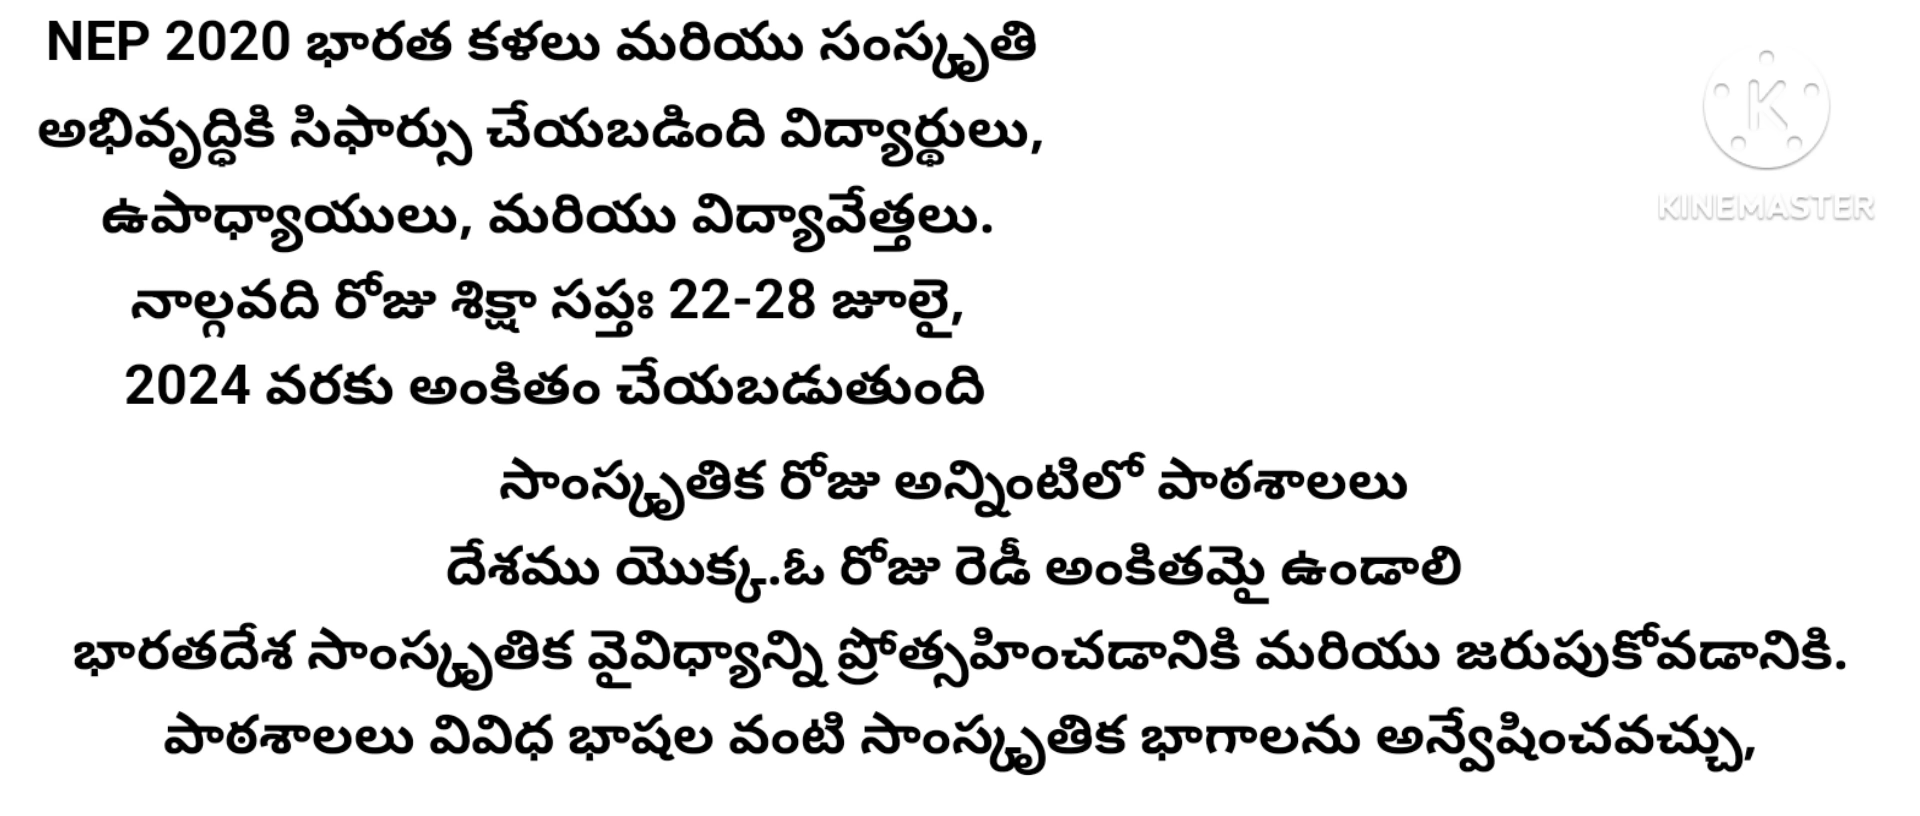 NEP 2020 భారత కళలు మరియు సంస్కృతి
అభివృద్ధికి సిఫార్సు చేయబడింది విద్యార్థులు,
ఉపాధ్యాయులు, మరియు విద్యావేత్తలు.
నాల్గవది రోజు శిక్షా సప్తః 22-28 జూలై,
2024 వరకు అంకితం చేయబడుతుంది
సాంస్కృతిక రోజు అన్నింటిలో పాఠశాలలు
దేశము యొక్క.ఓ రోజు రెడీ అంకితమై ఉండాలి
భారతదేశ సాంస్కృతిక వైవిధ్యాన్ని ప్రోత్సహించడానికి మరియు జరుపుకోవడానికి.
పాఠశాలలు వివిధ భాషల వంటి సాంస్కృతిక భాగాలను అన్వేషించవచ్చు,
K
KINEMASTER